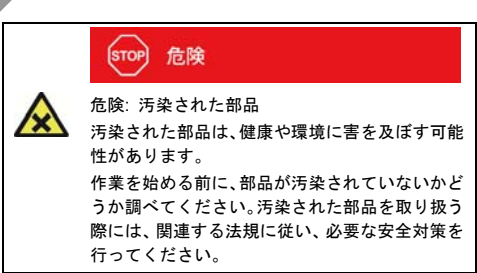 STOP 危険
危険: 汚染された部品
汚染された部品は、健康や環境に害を及ぼす可能
性があります。
作業を始める前に、部品が汚染されていないかど
うか調べてください。汚染された部品を取り扱う
際には、関連する法規に従い、必要な安全対策を
行ってください。